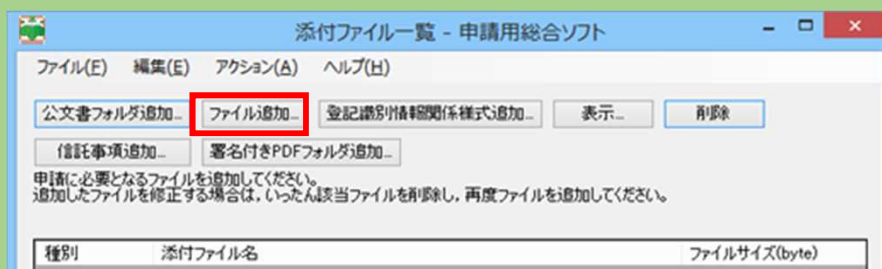 添付ファイル一覧 - 申請用総合ソフト
ファイル(F) 編集(E) アクション(A) ヘルプ(H)
公文書フォルダ追加... ファイル追加... 登記識別情報関係様式追加... 表示... 削除
信託事項追加... 署名付きPDFフォルダ追加...
申請に必要となるファイルを追加してください。
追加したファイルを修正する場合は，いったん該当ファイルを削除し，再度ファイルを追加してください。
種別 添付ファイル名 ファイルサイズ(byte)